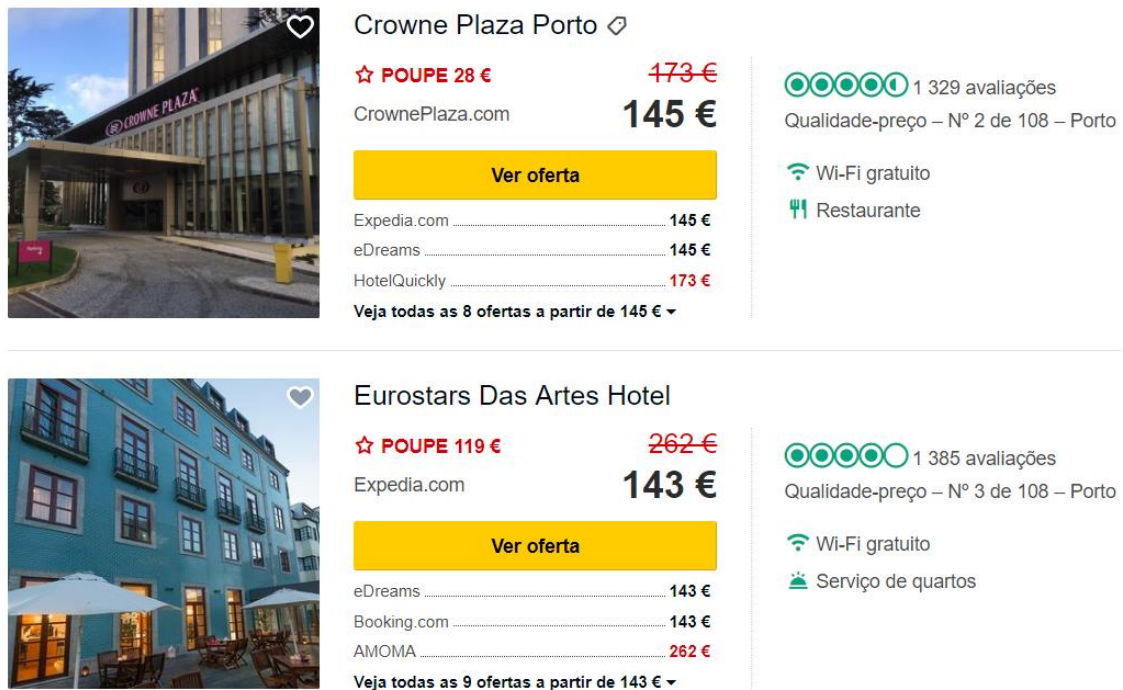 Crowne Plaza Porto
POUPE 28 €
173 €
CrownePlaza.com
145 €
Ver oferta
Expedia.com 145 €
eDreams 145 €
HotelQuickly 173 €
Veja todas as 8 ofertas a partir de 145 €
1 329 avaliações
Qualidade-preço – Nº 2 de 108 – Porto
Wi-Fi gratuito
Restaurante
CROWNE PLAZA
Eurostars Das Artes Hotel
POUPE 119 €
262 €
Expedia.com
143 €
Ver oferta
eDreams 143 €
Booking.com 143 €
AMOMA 262 €
Veja todas as 9 ofertas a partir de 143 €
1 385 avaliações
Qualidade-preço – Nº 3 de 108 – Porto
Wi-Fi gratuito
Serviço de quartos